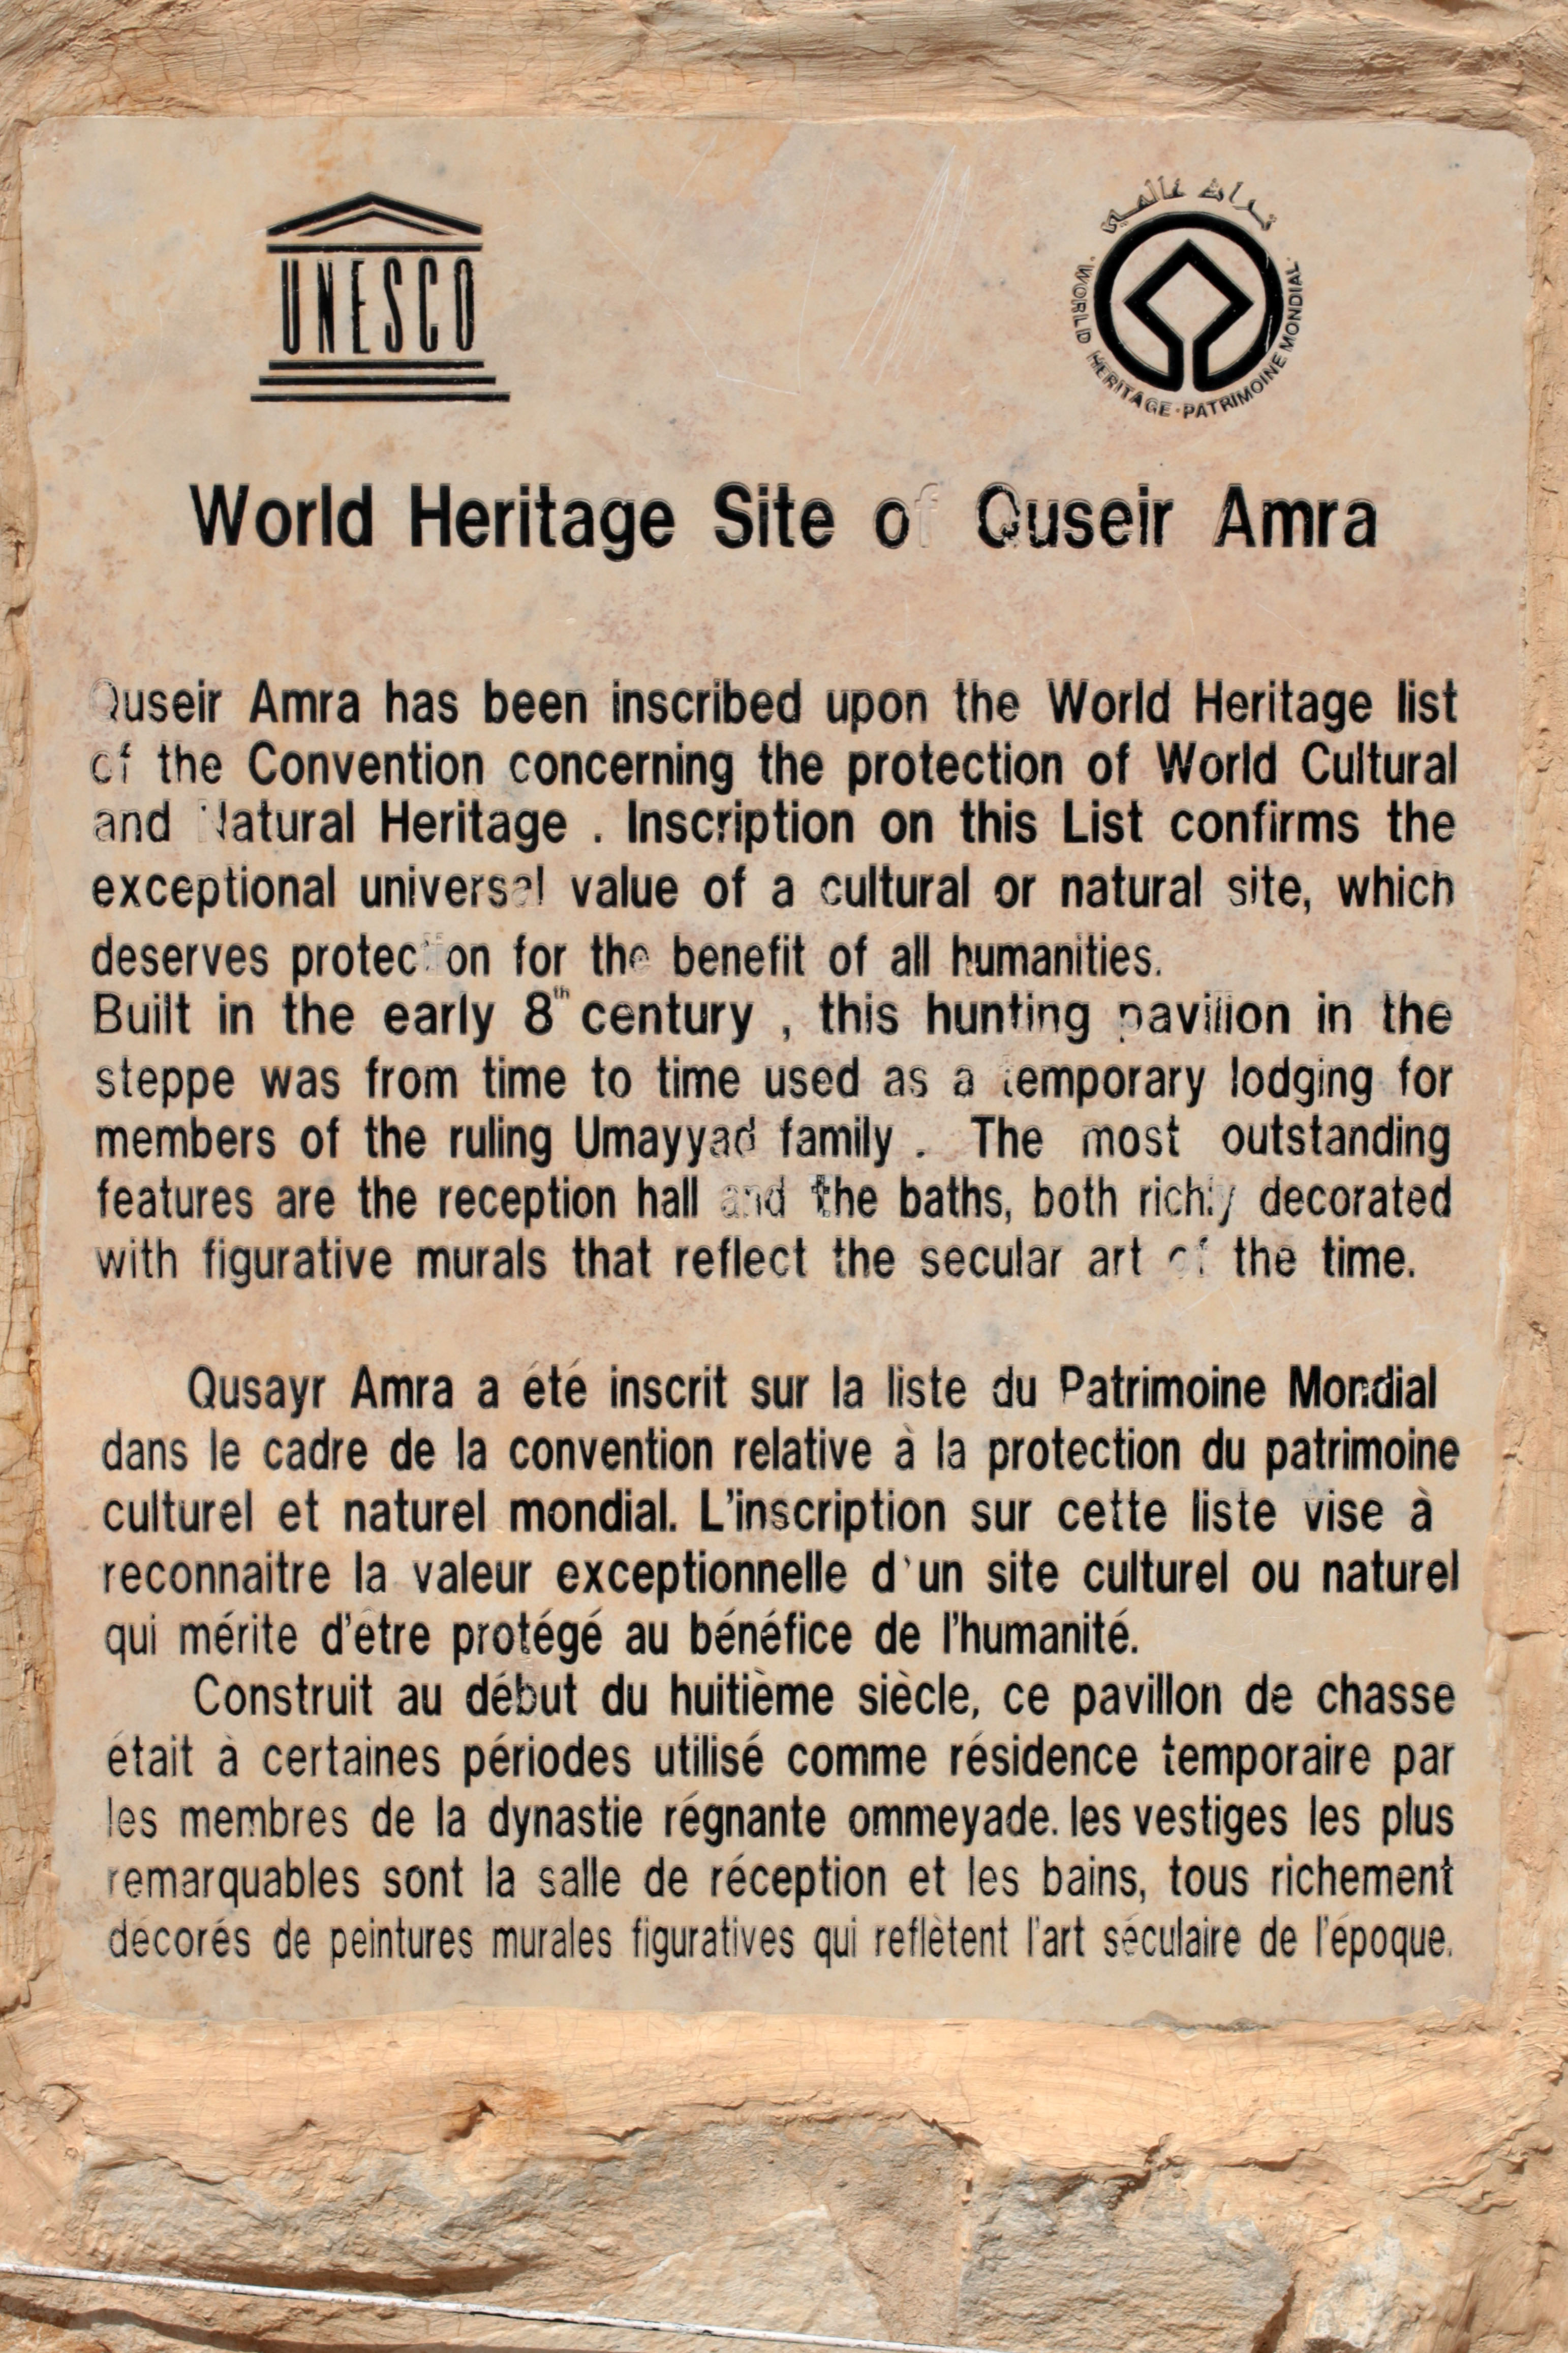 UNESCO
تراث عالمي
WORLD HERITAGE · PATRIMOINE MONDIAL
World Heritage Site of Quseir Amra
Quseir Amra has been inscribed upon the World Heritage list
of the Convention concerning the protection of World Cultural
and Natural Heritage . Inscription on this List confirms the
exceptional universal value of a cultural or natural site, which
deserves protection for the benefit of all humanities.
Built in the early 8th century , this hunting pavilion in the
steppe was from time to time used as a temporary lodging for
members of the ruling Umayyad family . The most outstanding
features are the reception hall and the baths, both richly decorated
with figurative murals that reflect the secular art of the time.
Qusayr Amra a été inscrit sur la liste du Patrimoine Mondial
dans le cadre de la convention relative à la protection du patrimoine
culturel et naturel mondial. L'inscription sur cette liste vise à
reconnaitre la valeur exceptionnelle d'un site culturel ou naturel
qui mérite d'être protégé au bénéfice de l'humanité.
Construit au début du huitième siècle, ce pavillon de chasse
était à certaines périodes utilisé comme résidence temporaire par
les membres de la dynastie régnante ommeyade. les vestiges les plus
remarquables sont la salle de réception et les bains, tous richement
décorés de peintures murales figuratives qui reflètent l'art séculaire de l'époque.